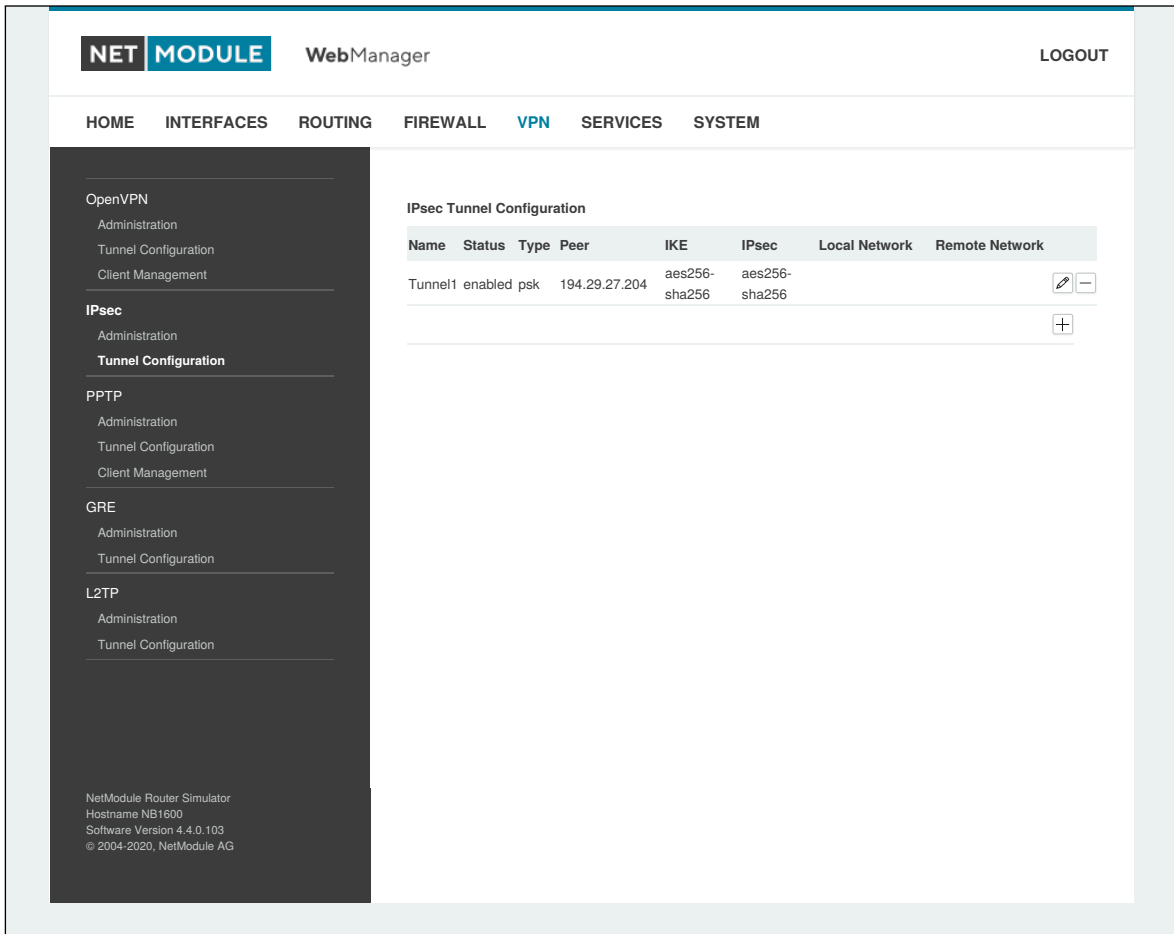 NET MODULE WebManager LOGOUT
HOME INTERFACES ROUTING FIREWALL VPN SERVICES SYSTEM
OpenVPN
Administration
Tunnel Configuration
Client Management
IPsec
Administration
Tunnel Configuration
PPTP
Administration
Tunnel Configuration
Client Management
GRE
Administration
Tunnel Configuration
L2TP
Administration
Tunnel Configuration
NetModule Router Simulator
Hostname NB1600
Software Version 4.4.0.103
© 2004-2020, NetModule AG
IPsec Tunnel Configuration
Name Status Type Peer IKE IPsec Local Network Remote Network
Tunnel1 enabled psk 194.29.27.204 aes256- aes256-
sha256 sha256